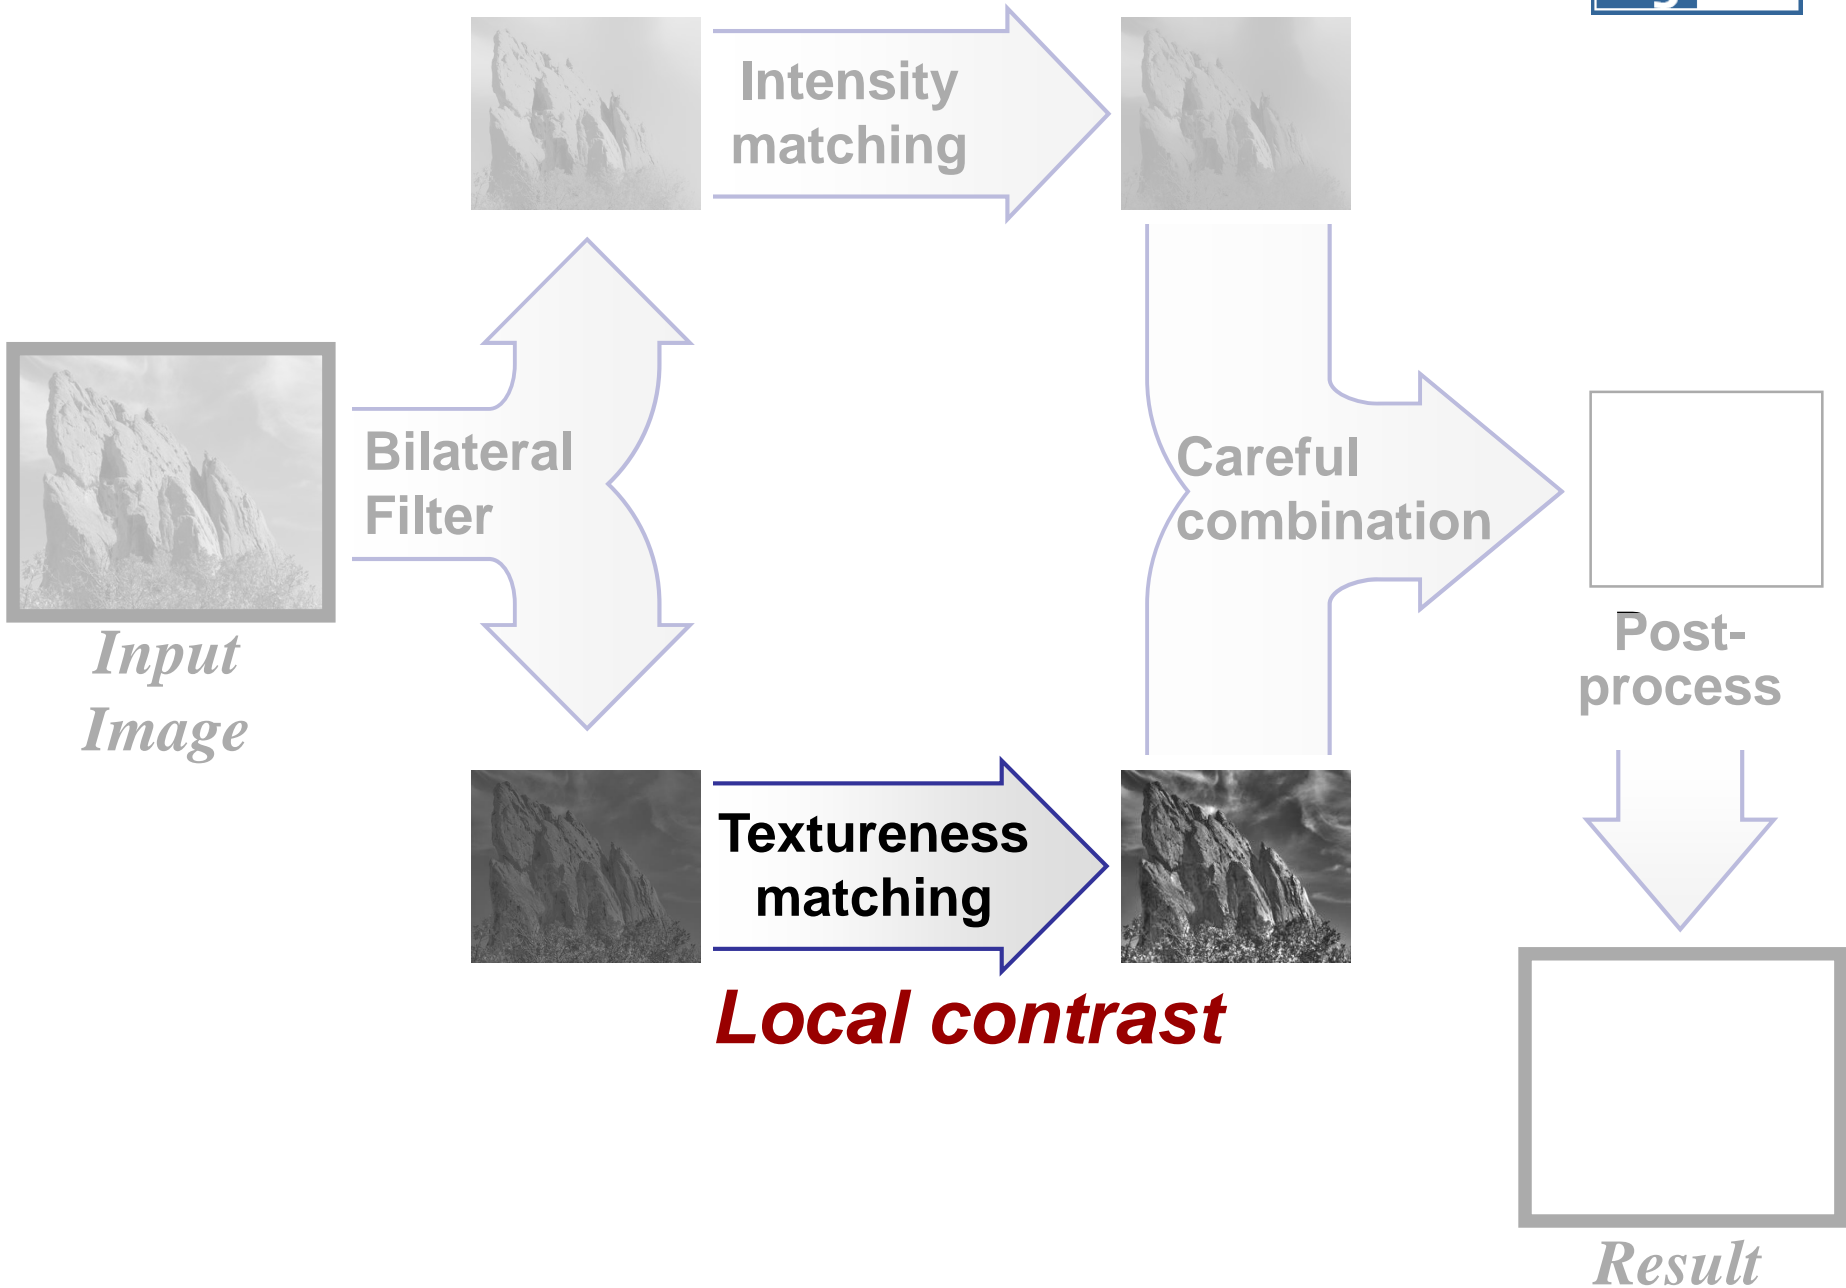 Intensity
matching
Bilateral
Filter
Careful
combination
Input
Image
Post-
process
Textureness
matching
Local contrast
Result